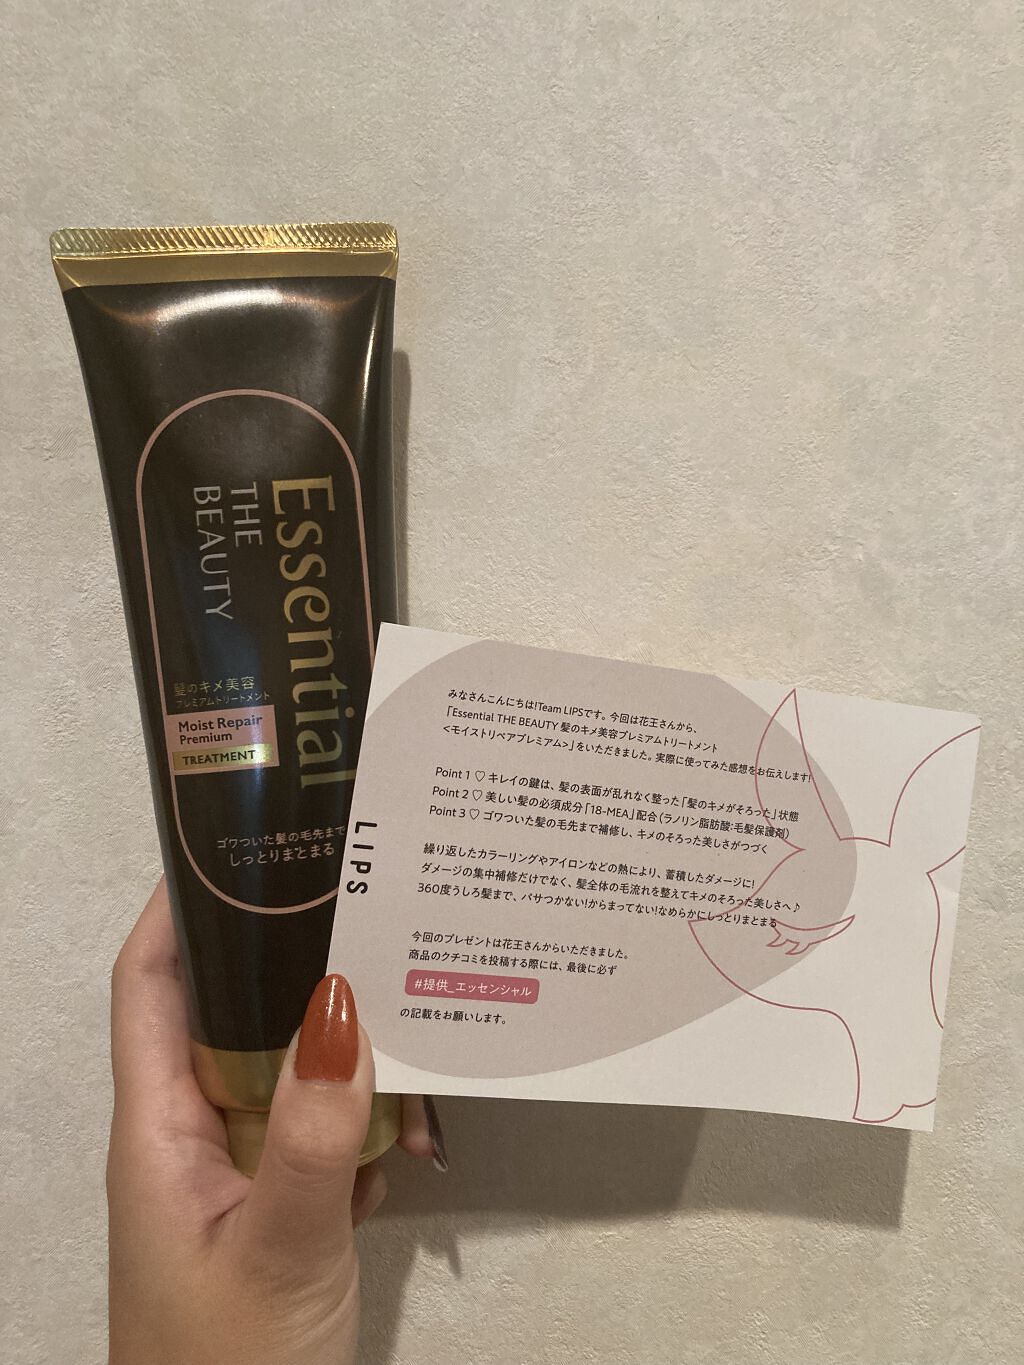 Essential
THE
BEAUTY
髪のキメ美容
プレミアムトリートメント
Moist Repair
Premium
TREATMENT
ゴワついた髪の毛先まで
しっとりまとまる
LIPS
みなさんこんにちは!Team LIPSです。今回は花王さんから、
「Essential THE BEAUTY 髪のキメ美容プレミアムトリートメント
<モイストリペアプレミアム>」をいただきました。実際に使ってみた感想をお伝えします!
Point 1 ♡ キレイの鍵は、髪の表面が乱れなく整った「髪のキメがそろった」状態
Point 2 ♡ 美しい髪の必須成分「18-MEA」配合(ラノリン脂肪酸:毛髪保護剤)
Point 3 ♡ ゴワついた髪の毛先まで補修し、キメのそろった美しさがつづく
繰り返したカラーリングやアイロンなどの熱により、蓄積したダメージに!
ダメージの集中補修だけでなく、髪全体の毛流れを整えてキメのそろった美しさへ♪
360度うしろ髪まで、パサつかない!からまってない!なめらかにしっとりまとまる
今回のプレゼントは花王さんからいただきました。
商品のクチコミを投稿する際には、最後に必ず
#提供_エッセンシャル
の記載をお願いします。